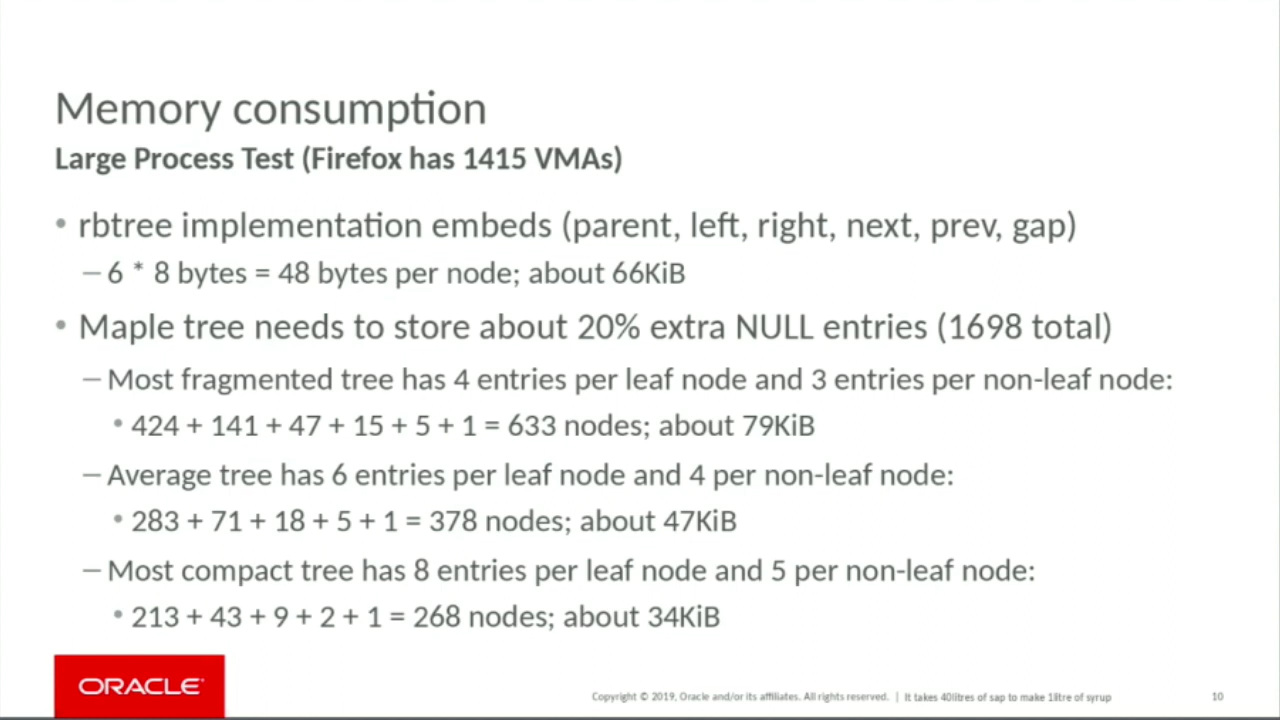 Memory consumption
Large Process Test (Firefox has 1415 VMAs)
• rbtree implementation embeds (parent, left, right, next, prev, gap)
– 6 * 8 bytes = 48 bytes per node; about 66KiB
• Maple tree needs to store about 20% extra NULL entries (1698 total)
– Most fragmented tree has 4 entries per leaf node and 3 entries per non-leaf node:
• 424 + 141 + 47 + 15 + 5 + 1 = 633 nodes; about 79KiB
– Average tree has 6 entries per leaf node and 4 per non-leaf node:
• 283 + 71 + 18 + 5 + 1 = 378 nodes; about 47KiB
– Most compact tree has 8 entries per leaf node and 5 per non-leaf node:
• 213 + 43 + 9 + 2 + 1 = 268 nodes; about 34KiB
ORACLE
Copyright © 2019, Oracle and/or its affiliates. All rights reserved. | It takes 40litres of sap to make 1litre of syrup 10